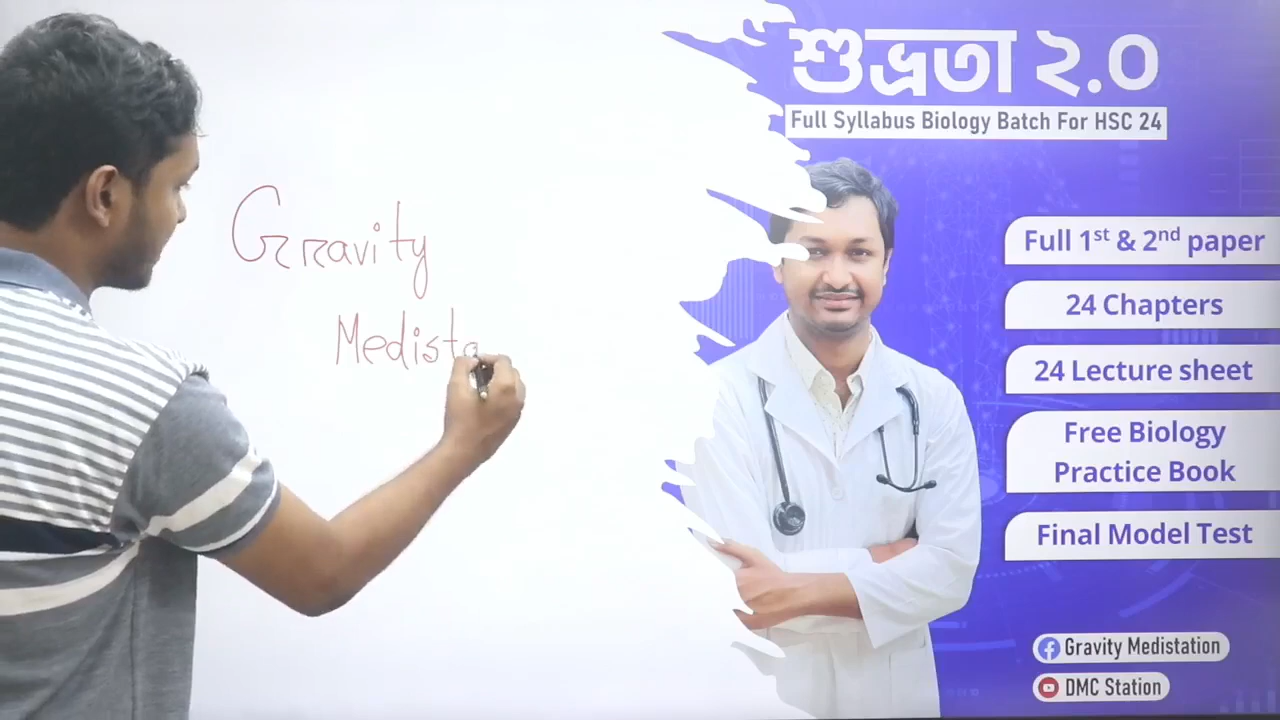 Gravity
Medista
শুভ্রতা ২.০
Full Syllabus Biology Batch For HSC 24
Full 1st & 2nd paper
24 Chapters
24 Lecture sheet
Free Biology
Practice Book
Final Model Test
Gravity Medistation
DMC Station